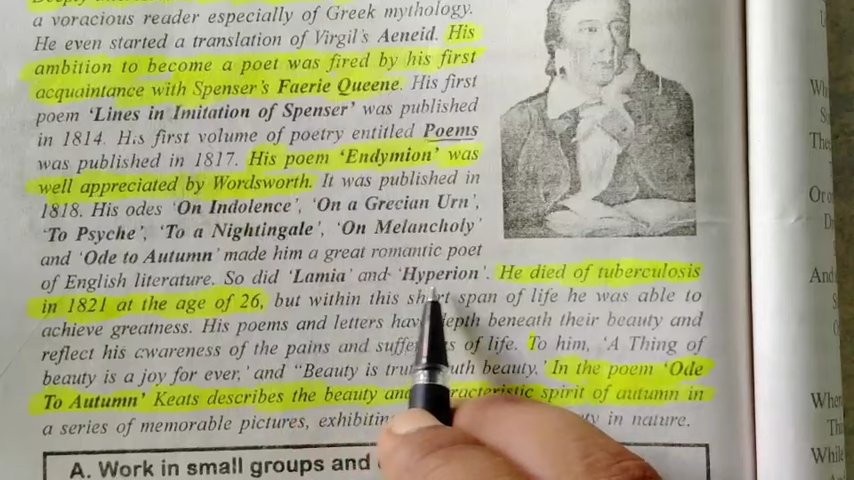 a voracious reader especially of Greek mythology.
He even started a translation of Virgil's Aeneid. His
ambition to become a poet was fired by his first
acquaintance with Spenser's Faerie Queene. His first
poem 'Lines in Imitation of Spenser' was published
in 1814. His first volume of poetry entitled Poems
was published in 1817. His poem 'Endymion' was
well appreciated by Wordsworth. It was published in
1818. His odes 'On Indolence', 'On a Grecian Urn',
'To Psyche', 'To a Nightingale', 'On Melancholy'
and 'Ode to Autumn' made him a great romantic poet
of English literature. So did 'Lamia' and 'Hyperion'. He died of tuberculosis
in 1821 at the age of 26, but within this short span of life he was able to
achieve greatness. His poems and letters have depth beneath their beauty and
reflect his cwareness of the pains and of life. To him, 'A Thing of
beauty is a joy for ever,' and "Beauty is truth beauty.' In the poem 'Ode
To Autumn' Keats describes the beauty and characteristic spirit of autumn in
a series of memorable pictures, in nature.
A. Work in small groups and
Wh
S
The
Or o
D
And
S
Wher
Th
While